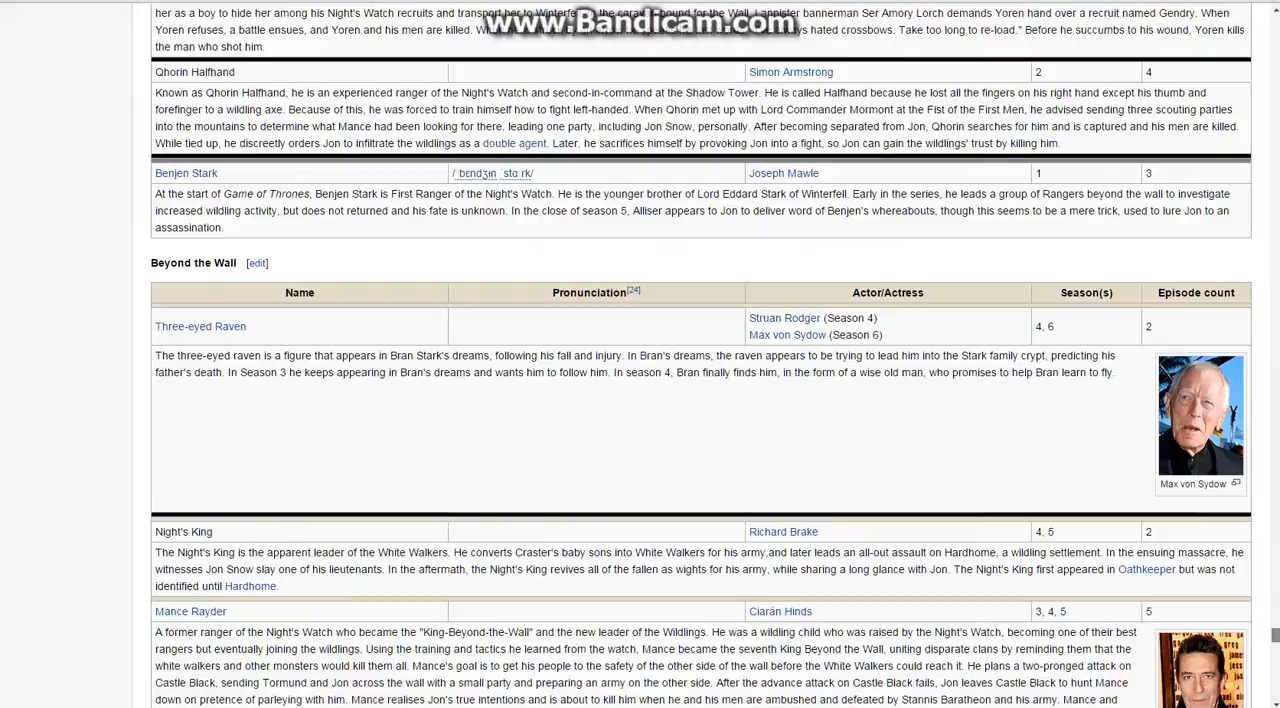 her as a boy to hide her among his Night's Watch recruits and transport her to Winterfell bound for the Wall, Lannister bannerman Ser Amory Lorch demands Yoren hand over a recruit named Gendry. When
www.Bandicam.com
Yoren refuses, a battle ensues, and Yoren and his men are killed. hated crossbows. Take too long to re-load." Before he succumbs to his wound, Yoren kills
the man who shot him.
Qhorin Halfhand Simon Armstrong 2 4
Known as Qhorin Halfhand, he is an experienced ranger of the Night's Watch and second-in-command at the Shadow Tower. He is called Halfhand because he lost all the fingers on his right hand except his thumb and
forefinger to a wildling axe. Because of this, he was forced to train himself how to fight left-handed. When Qhorin met up with Lord Commander Mormont at the Fist of the First Men, he advised sending three scouting parties
into the mountains to determine what Mance had been looking for there, leading one party, including Jon Snow, personally. After becoming separated from Jon, Qhorin searches for him and is captured and his men are killed.
While tied up, he discreetly orders Jon to infiltrate the wildlings as a double agent. Later, he sacrifices himself by provoking Jon into a fight, so Jon can gain the wildlings' trust by killing him.
Benjen Stark /ˈbɛndʒɪn ˈstɑːrk/ Joseph Mawle 1 3
At the start of Game of Thrones, Benjen Stark is First Ranger of the Night's Watch. He is the younger brother of Lord Eddard Stark of Winterfell. Early in the series, he leads a group of Rangers beyond the wall to investigate
increased wildling activity, but does not returned and his fate is unknown. In the close of season 5, Alliser appears to Jon to deliver word of Benjen's whereabouts, though this seems to be a mere trick, used to lure Jon to an
assassination.
Beyond the Wall [edit]
Name Pronunciation[24] Actor/Actress Season(s) Episode count
Three-eyed Raven Struan Rodger (Season 4) 4, 6 2
Max von Sydow (Season 6)
The three-eyed raven is a figure that appears in Bran Stark's dreams, following his fall and injury. In Bran's dreams, the raven appears to be trying to lead him into the Stark family crypt, predicting his
father's death. In Season 3 he keeps appearing in Bran's dreams and wants him to follow him. In season 4, Bran finally finds him, in the form of a wise old man, who promises to help Bran learn to fly.
Max von Sydow
Night's King Richard Brake 4, 5 2
The Night's King is the apparent leader of the White Walkers. He converts Craster's baby sons into White Walkers for his army,and later leads an all-out assault on Hardhome, a wildling settlement. In the ensuing massacre, he
witnesses Jon Snow slay one of his lieutenants. In the aftermath, the Night's King revives all of the fallen as wights for his army, while sharing a long glance with Jon. The Night's King first appeared in Oathkeeper but was not
identified until Hardhome.
Mance Rayder Ciarán Hinds 3, 4, 5 5
A former ranger of the Night's Watch who became the "King-Beyond-the-Wall" and the new leader of the Wildlings. He was a wildling child who was raised by the Night's Watch, becoming one of their best
rangers but eventually joining the wildlings. Using the training and tactics he learned from the watch, Mance became the seventh King Beyond the Wall, uniting disparate clans by reminding them that the
white walkers and other monsters would kill them all. Mance's goal is to get his people to the safety of the other side of the wall before the White Walkers could reach it. He plans a two-pronged attack on
Castle Black, sending Tormund and Jon across the wall with a small party and preparing an army on the other side. After the advance attack on Castle Black fails, Jon leaves Castle Black to hunt Mance
down on pretence of parleying with him. Mance realises Jon's true intentions and is about to kill him when he and his men are ambushed and defeated by Stannis Baratheon and his army. Mance and